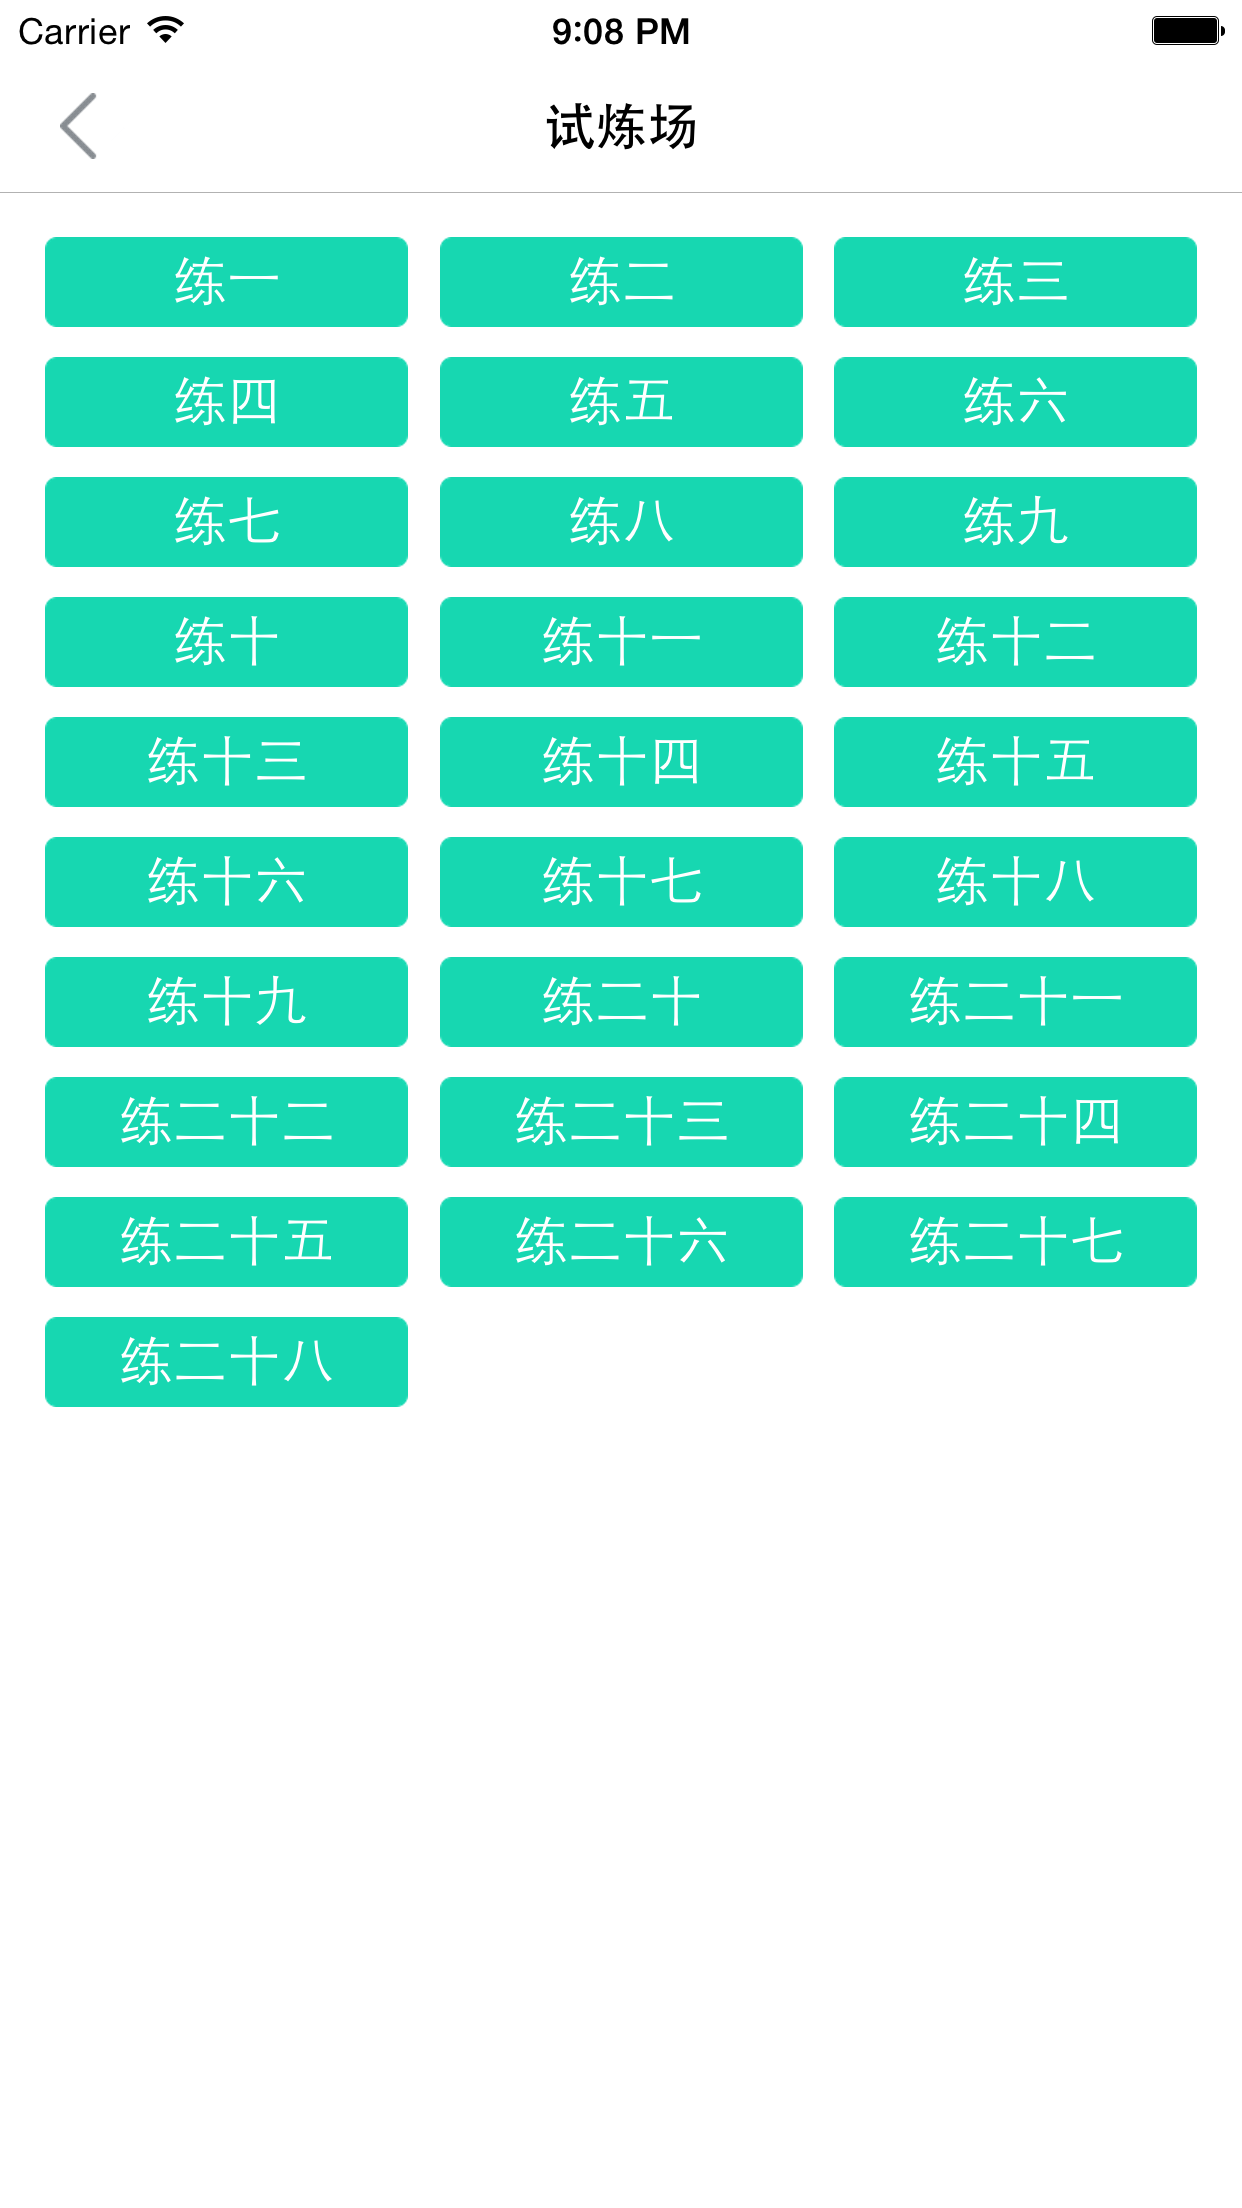 Carrier 9:08 PM
试炼场
练一 练二 练三
练四 练五 练六
练七 练八 练九
练十 练十一 练十二
练十三 练十四 练十五
练十六 练十七 练十八
练十九 练二十 练二十一
练二十二 练二十三 练二十四
练二十五 练二十六 练二十七
练二十八